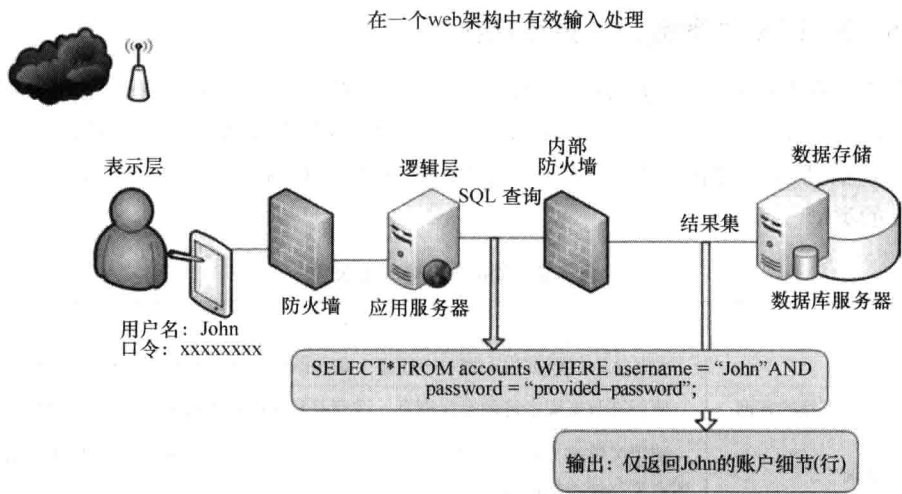 在一个web架构中有效输入处理
表示层
逻辑层
内部
防火墙
数据存储
SQL 查询
结果集
防火墙
应用服务器
数据库服务器
用户名：John
口令：xxxxxxxx
SELECT*FROM accounts WHERE username = “John”AND
password = “provided–password”;
输出：仅返回John的账户细节(行)